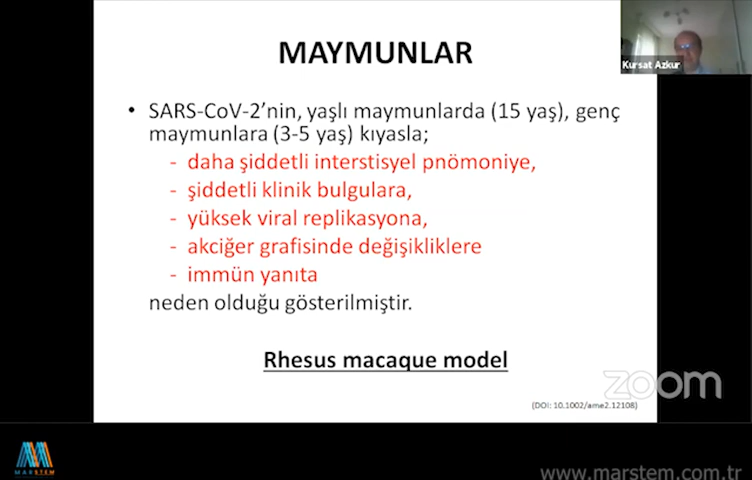 MAYMUNLAR
Kursat Azkur
• SARS-CoV-2’nin, yaşlı maymunlarda (15 yaş), genç
maymunlara (3-5 yaş) kıyasla;
- daha şiddetli interstisyel pnömoniye,
- şiddetli klinik bulgulara,
- yüksek viral replikasyona,
- akciğer grafisinde değişikliklere
- immün yanıta
neden olduğu gösterilmiştir.
Rhesus macaque model
zoom
(DOI: 10.1002/ame2.12108)
MARSTEM
www.marstem.com.tr